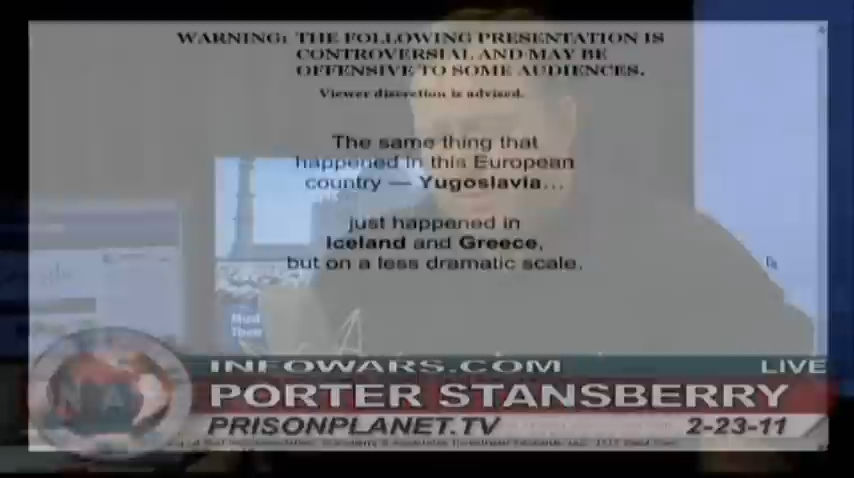 WARNING: THE FOLLOWING PRESENTATION IS
CONTROVERSIAL AND MAY BE
OFFENSIVE TO SOME AUDIENCES.
Viewer discretion is advised.
The same thing that
happened in this European
country — Yugoslavia...
just happened in
Iceland and Greece,
but on a less dramatic scale.
Must
INFOWARS.COM
LIVE
PORTER STANSBERRY
PRISONPLANET.TV
2-23-11